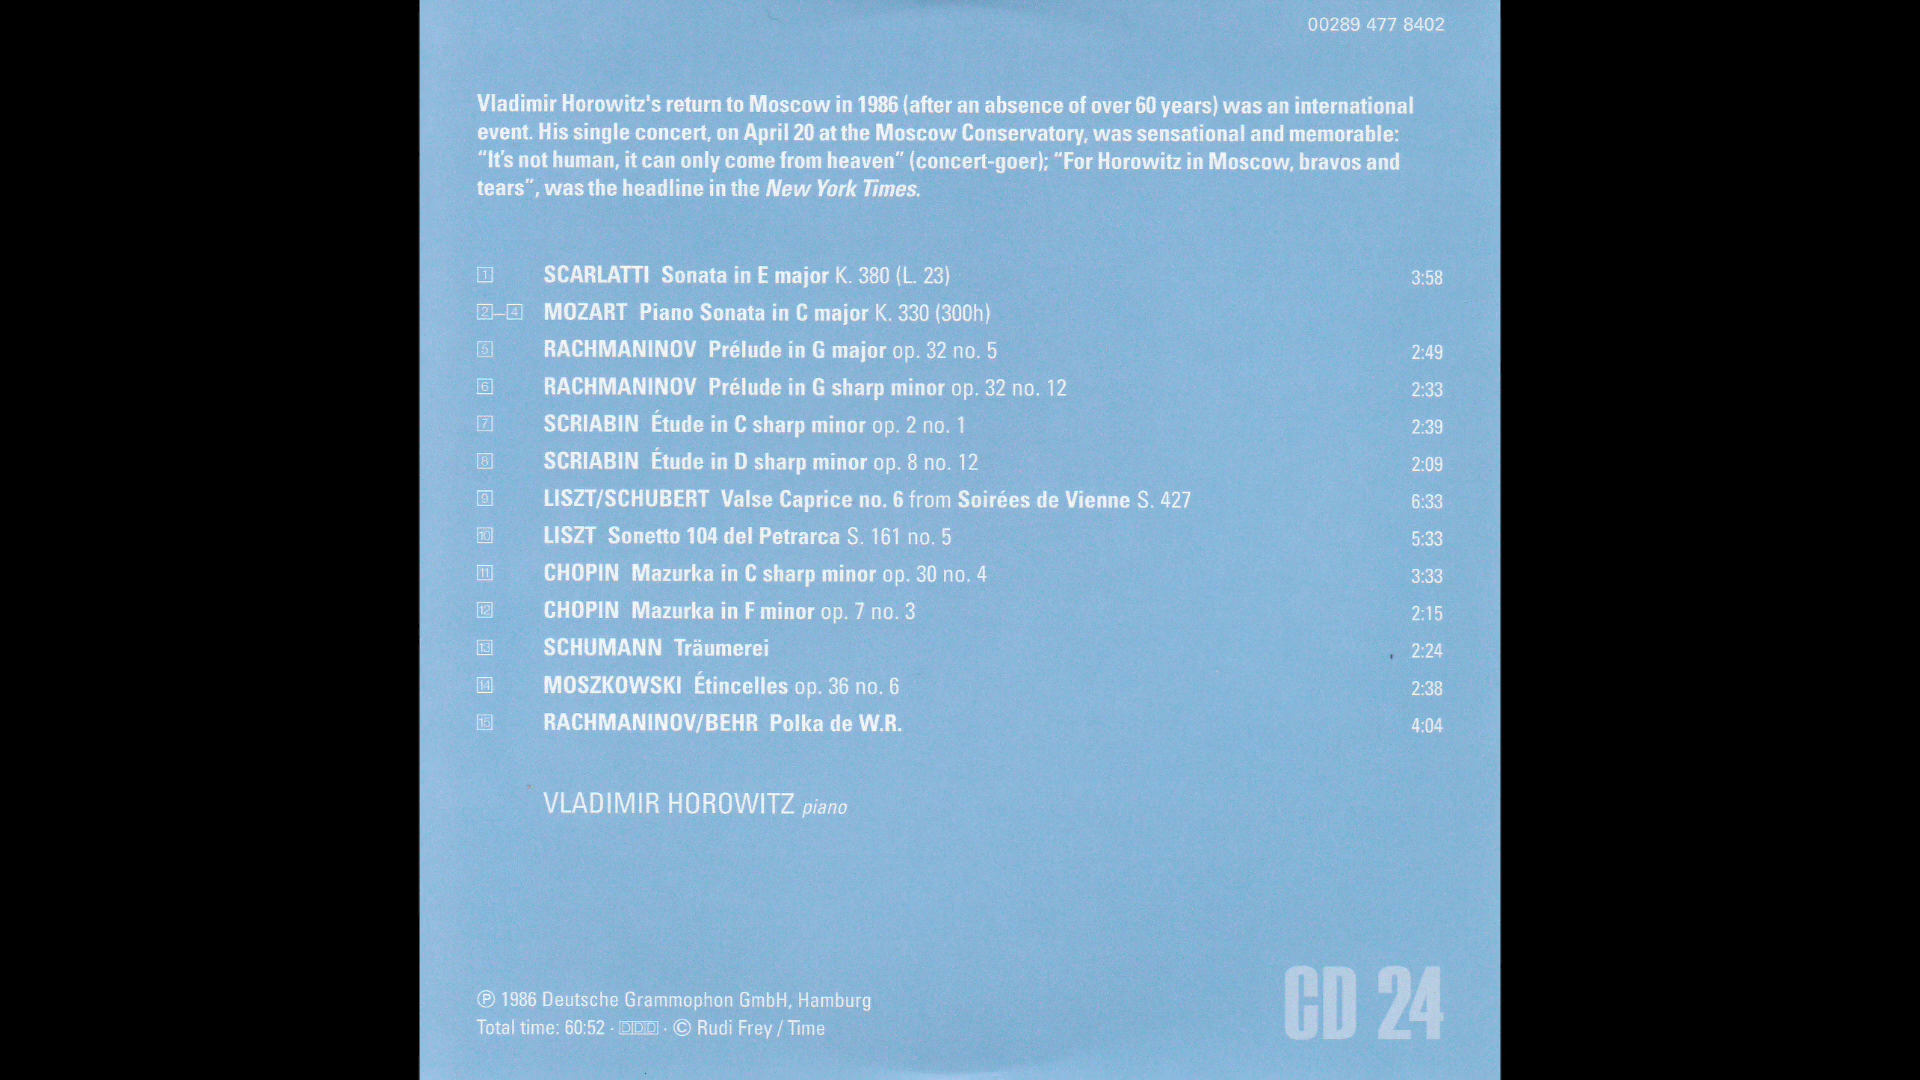 00289 477 8402
Vladimir Horowitz's return to Moscow in 1986 (after an absence of over 60 years) was an international
event. His single concert, on April 20 at the Moscow Conservatory, was sensational and memorable:
“It's not human, it can only come from heaven” (concert-goer); “For Horowitz in Moscow, bravos and
tears”, was the headline in the New York Times.
1 SCARLATTI Sonata in E major K. 380 (L. 23) 3:58
2–4 MOZART Piano Sonata in C major K. 330 (300h)
5 RACHMANINOV Prélude in G major op. 32 no. 5 2:49
6 RACHMANINOV Prélude in G sharp minor op. 32 no. 12 2:33
7 SCRIABIN Étude in C sharp minor op. 2 no. 1 2:39
8 SCRIABIN Étude in D sharp minor op. 8 no. 12 2:09
9 LISZT/SCHUBERT Valse Caprice no. 6 from Soirées de Vienne S. 427 6:33
10 LISZT Sonetto 104 del Petrarca S. 161 no. 5 5:33
11 CHOPIN Mazurka in C sharp minor op. 30 no. 4 3:33
12 CHOPIN Mazurka in F minor op. 7 no. 3 2:15
13 SCHUMANN Träumerei 2:24
14 MOSZKOWSKI Étincelles op. 36 no. 6 2:38
15 RACHMANINOV/BEHR Polka de W.R. 4:04
VLADIMIR HOROWITZ piano
℗ 1986 Deutsche Grammophon GmbH, Hamburg
Total time: 60:52 · DDD · © Rudi Frey / Time
CD 24